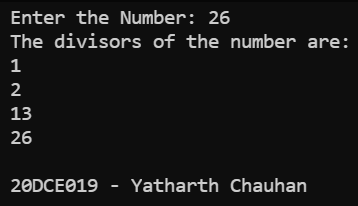 Enter the Number: 26
The divisors of the number are:
1
2
13
26
20DCE019 - Yatharth Chauhan